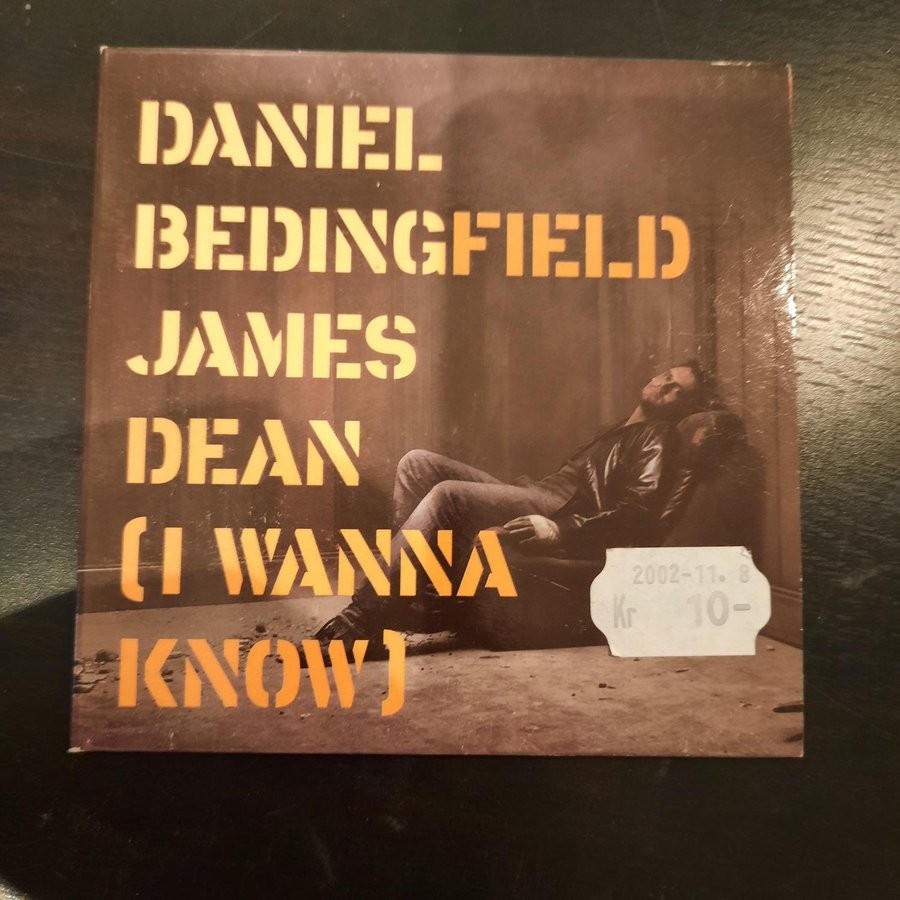 DANIEL
BEDINGFIELD
JAMES
DEAN
(I WANNA
KNOW)
2002-11. 8
Kr 10-